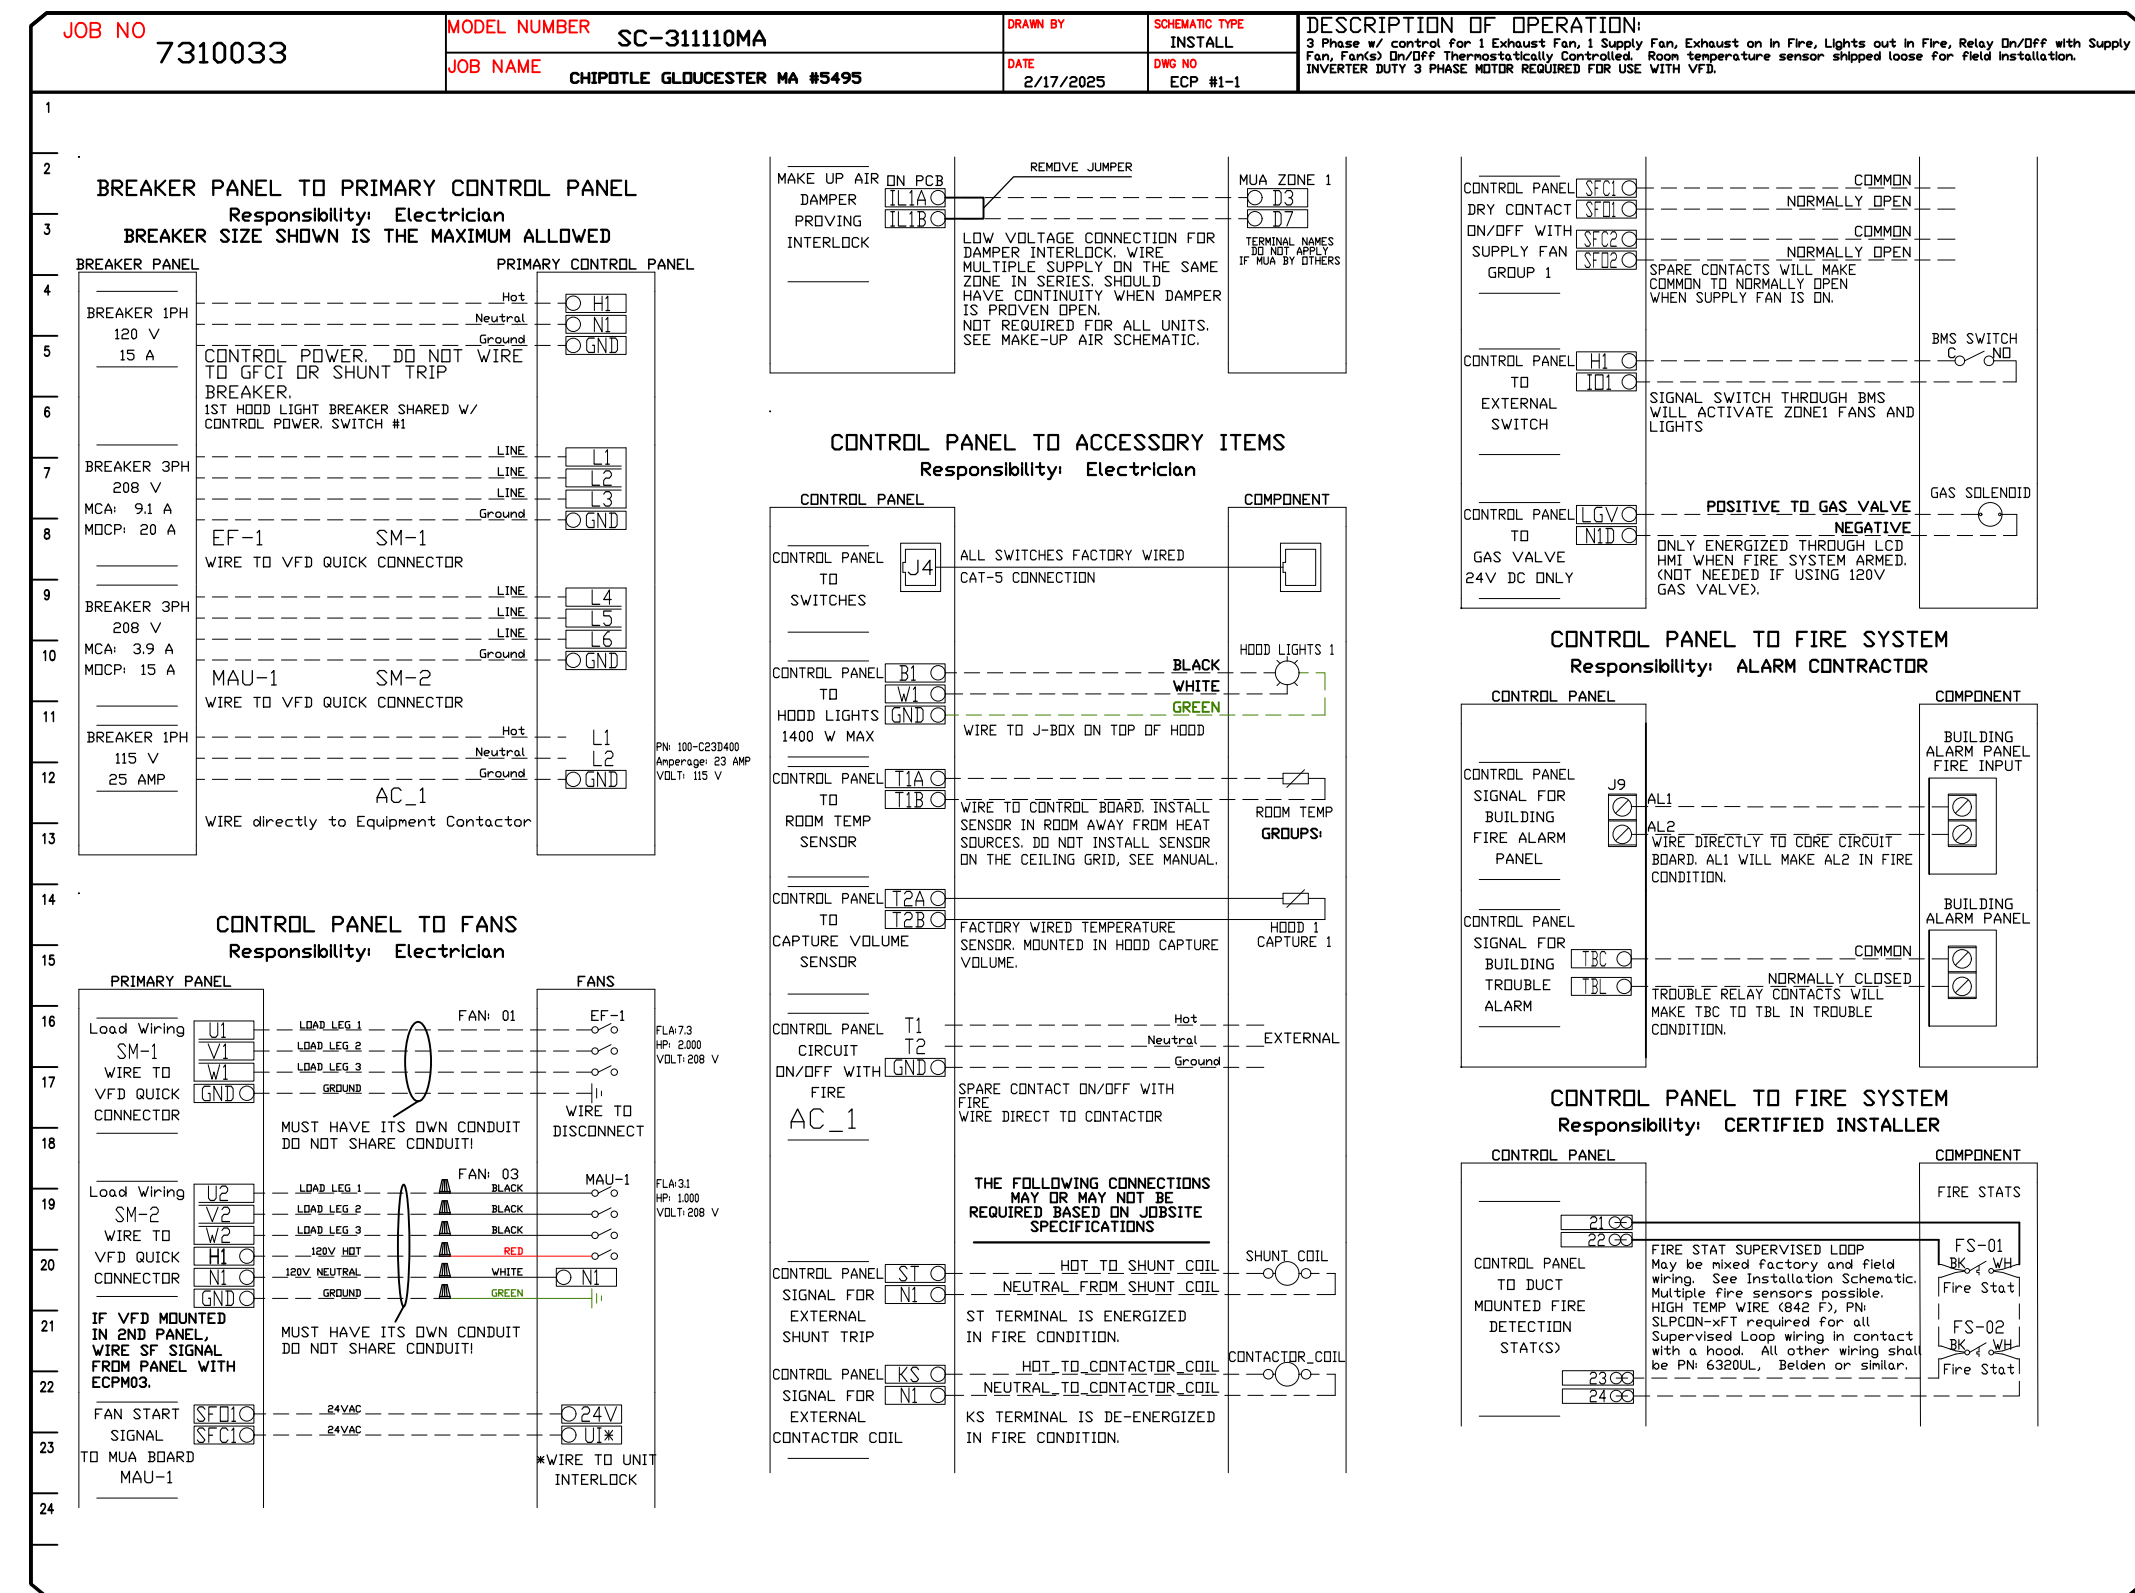 JOB NO
7310033
MODEL NUMBER
SC-311110MA
JOB NAME
CHIPOTLE GLOUCESTER MA #5495
DRAWN BY
SCHEMATIC TYPE
INSTALL
DATE
2/17/2025
DWG NO
ECP #1-1
DESCRIPTION OF OPERATION:
3 Phase w/ control for 1 Exhaust Fan, 1 Supply Fan, Exhaust on in Fire, Lights out in Fire, Relay On/Off with Supply
Fan, Fan(s) On/Off Thermostatically Controlled. Room temperature sensor shipped loose for field installation.
INVERTER DUTY 3 PHASE MOTOR REQUIRED FOR USE WITH VFD.
1
2
3
4
5
6
7
8
9
10
11
12
13
14
15
16
17
18
19
20
21
22
23
24
BREAKER PANEL TO PRIMARY CONTROL PANEL
Responsibility: Electrician
BREAKER SIZE SHOWN IS THE MAXIMUM ALLOWED
BREAKER PANEL
PRIMARY CONTROL PANEL
BREAKER 1PH
120 V
15 A
Hot
H1
Neutral
N1
Ground
GND
CONTROL POWER. DO NOT WIRE
TO GFCI OR SHUNT TRIP
BREAKER.
1ST HOOD LIGHT BREAKER SHARED W/
CONTROL POWER. SWITCH #1
BREAKER 3PH
208 V
MCA: 9.1 A
MOCP: 20 A
LINE
L1
LINE
L2
LINE
L3
Ground
GND
EF-1
SM-1
WIRE TO VFD QUICK CONNECTOR
BREAKER 3PH
208 V
MCA: 3.9 A
MOCP: 15 A
LINE
L4
LINE
L5
LINE
L6
Ground
GND
MAU-1
SM-2
WIRE TO VFD QUICK CONNECTOR
BREAKER 1PH
115 V
25 AMP
Hot
L1
Neutral
L2
Ground
GND
PN: 100-C23D400
Amperage: 23 AMP
VOLT: 115 V
AC_1
WIRE directly to Equipment Contactor
CONTROL PANEL TO FANS
Responsibility: Electrician
PRIMARY PANEL
FANS
Load Wiring
SM-1
WIRE TO
VFD QUICK
CONNECTOR
U1
V1
W1
GND
LOAD LEG 1
LOAD LEG 2
LOAD LEG 3
GROUND
FAN: 01
EF-1
FLA:7.3
HP: 2.000
VOLT:208 V
WIRE TO
DISCONNECT
MUST HAVE ITS OWN CONDUIT
DO NOT SHARE CONDUIT!
Load Wiring
SM-2
WIRE TO
VFD QUICK
CONNECTOR
U2
V2
W2
H1
N1
GND
LOAD LEG 1
LOAD LEG 2
LOAD LEG 3
120V HOT
120V NEUTRAL
GROUND
FAN: 03
BLACK
BLACK
BLACK
RED
WHITE
GREEN
MAU-1
N1
FLA:3.1
HP: 1.000
VOLT:208 V
IF VFD MOUNTED
IN 2ND PANEL,
WIRE SF SIGNAL
FROM PANEL WITH
ECPM03.
MUST HAVE ITS OWN CONDUIT
DO NOT SHARE CONDUIT!
FAN START
SIGNAL
TO MUA BOARD
MAU-1
SFO1
SFC1
24VAC
24VAC
24V
UI*
*WIRE TO UNIT
INTERLOCK
MAKE UP AIR
DAMPER
PROVING
INTERLOCK
ON PCB
IL1A
IL1B
REMOVE JUMPER
MUA ZONE 1
D3
D7
TERMINAL NAMES
DO NOT APPLY
IF MUA BY OTHERS
LOW VOLTAGE CONNECTION FOR
DAMPER INTERLOCK. WIRE
MULTIPLE SUPPLY ON THE SAME
ZONE IN SERIES. SHOULD
HAVE CONTINUITY WHEN DAMPER
IS PROVEN OPEN.
NOT REQUIRED FOR ALL UNITS.
SEE MAKE-UP AIR SCHEMATIC.
CONTROL PANEL TO ACCESSORY ITEMS
Responsibility: Electrician
CONTROL PANEL
COMPONENT
CONTROL PANEL
TO
SWITCHES
J4
ALL SWITCHES FACTORY WIRED
CAT-5 CONNECTION
CONTROL PANEL
TO
HOOD LIGHTS
1400 W MAX
B1
W1
GND
BLACK
WHITE
GREEN
HOOD LIGHTS 1
WIRE TO J-BOX ON TOP OF HOOD
CONTROL PANEL
TO
ROOM TEMP
SENSOR
T1A
T1B
WIRE TO CONTROL BOARD. INSTALL
SENSOR IN ROOM AWAY FROM HEAT
SOURCES. DO NOT INSTALL SENSOR
ON THE CEILING GRID, SEE MANUAL.
ROOM TEMP
GROUPS:
CONTROL PANEL
TO
CAPTURE VOLUME
SENSOR
T2A
T2B
FACTORY WIRED TEMPERATURE
SENSOR. MOUNTED IN HOOD CAPTURE
VOLUME.
HOOD 1
CAPTURE 1
CONTROL PANEL
CIRCUIT
ON/OFF WITH
FIRE
AC_1
T1
T2
GND
Hot
Neutral
Ground
EXTERNAL
SPARE CONTACT ON/OFF WITH
FIRE
WIRE DIRECT TO CONTACTOR
THE FOLLOWING CONNECTIONS
MAY OR MAY NOT BE
REQUIRED BASED ON JOBSITE
SPECIFICATIONS
CONTROL PANEL
SIGNAL FOR
EXTERNAL
SHUNT TRIP
ST
N1
HOT TO SHUNT COIL
NEUTRAL FROM SHUNT COIL
SHUNT COIL
ST TERMINAL IS ENERGIZED
IN FIRE CONDITION.
CONTROL PANEL
SIGNAL FOR
EXTERNAL
CONTACTOR COIL
KS
N1
HOT TO CONTACTOR COIL
NEUTRAL TO CONTACTOR COIL
CONTACTOR COIL
KS TERMINAL IS DE-ENERGIZED
IN FIRE CONDITION.
CONTROL PANEL
DRY CONTACT
ON/OFF WITH
SUPPLY FAN
GROUP 1
SFC1
SFO1
SFC2
SFO2
COMMON
NORMALLY OPEN
COMMON
NORMALLY OPEN
SPARE CONTACTS WILL MAKE
COMMON TO NORMALLY OPEN
WHEN SUPPLY FAN IS ON.
CONTROL PANEL
TO
EXTERNAL
SWITCH
H1
IO1
BMS SWITCH
C
NO
SIGNAL SWITCH THROUGH BMS
WILL ACTIVATE ZONE1 FANS AND
LIGHTS
CONTROL PANEL
TO
GAS VALVE
24V DC ONLY
LGV
N1D
POSITIVE TO GAS VALVE
NEGATIVE
GAS SOLENOID
ONLY ENERGIZED THROUGH LCD
HMI WHEN FIRE SYSTEM ARMED.
(NOT NEEDED IF USING 120V
GAS VALVE).
CONTROL PANEL TO FIRE SYSTEM
Responsibility: ALARM CONTRACTOR
CONTROL PANEL
COMPONENT
CONTROL PANEL
SIGNAL FOR
BUILDING
FIRE ALARM
PANEL
J9
AL1
AL2
WIRE DIRECTLY TO CORE CIRCUIT
BOARD. AL1 WILL MAKE AL2 IN FIRE
CONDITION.
BUILDING
ALARM PANEL
FIRE INPUT
CONTROL PANEL
SIGNAL FOR
BUILDING
TROUBLE
ALARM
TBC
TBL
COMMON
NORMALLY CLOSED
TROUBLE RELAY CONTACTS WILL
MAKE TBC TO TBL IN TROUBLE
CONDITION.
BUILDING
ALARM PANEL
CONTROL PANEL TO FIRE SYSTEM
Responsibility: CERTIFIED INSTALLER
CONTROL PANEL
COMPONENT
CONTROL PANEL
TO DUCT
MOUNTED FIRE
DETECTION
STAT(S)
21
22
23
24
FIRE STAT SUPERVISED LOOP
May be mixed factory and field
wiring. See Installation Schematic.
Multiple fire sensors possible.
HIGH TEMP WIRE (842 F), PN:
SLPCON-xFT required for all
Supervised Loop wiring in contact
with a hood. All other wiring shall
be PN: 6320UL, Belden or similar.
FIRE STATS
FS-01
BK
WH
Fire Stat
FS-02
BK
WH
Fire Stat